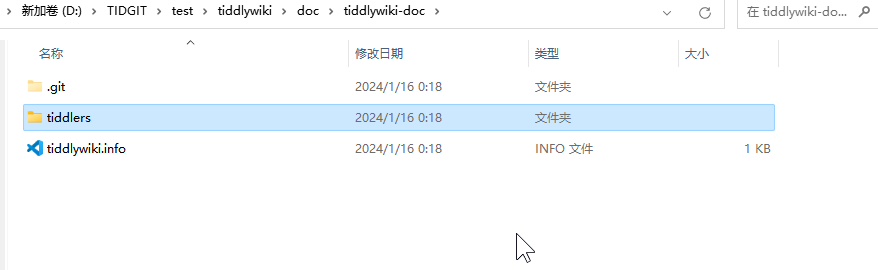 新加卷 (D:) > TIDGIT > test > tiddlywiki > doc > tiddlywiki-doc >
在 tiddlywiki-do...
名称 修改日期 类型 大小
.git 2024/1/16 0:18 文件夹
tiddlers 2024/1/16 0:18 文件夹
tiddlywiki.info 2024/1/16 0:18 INFO 文件 1 KB